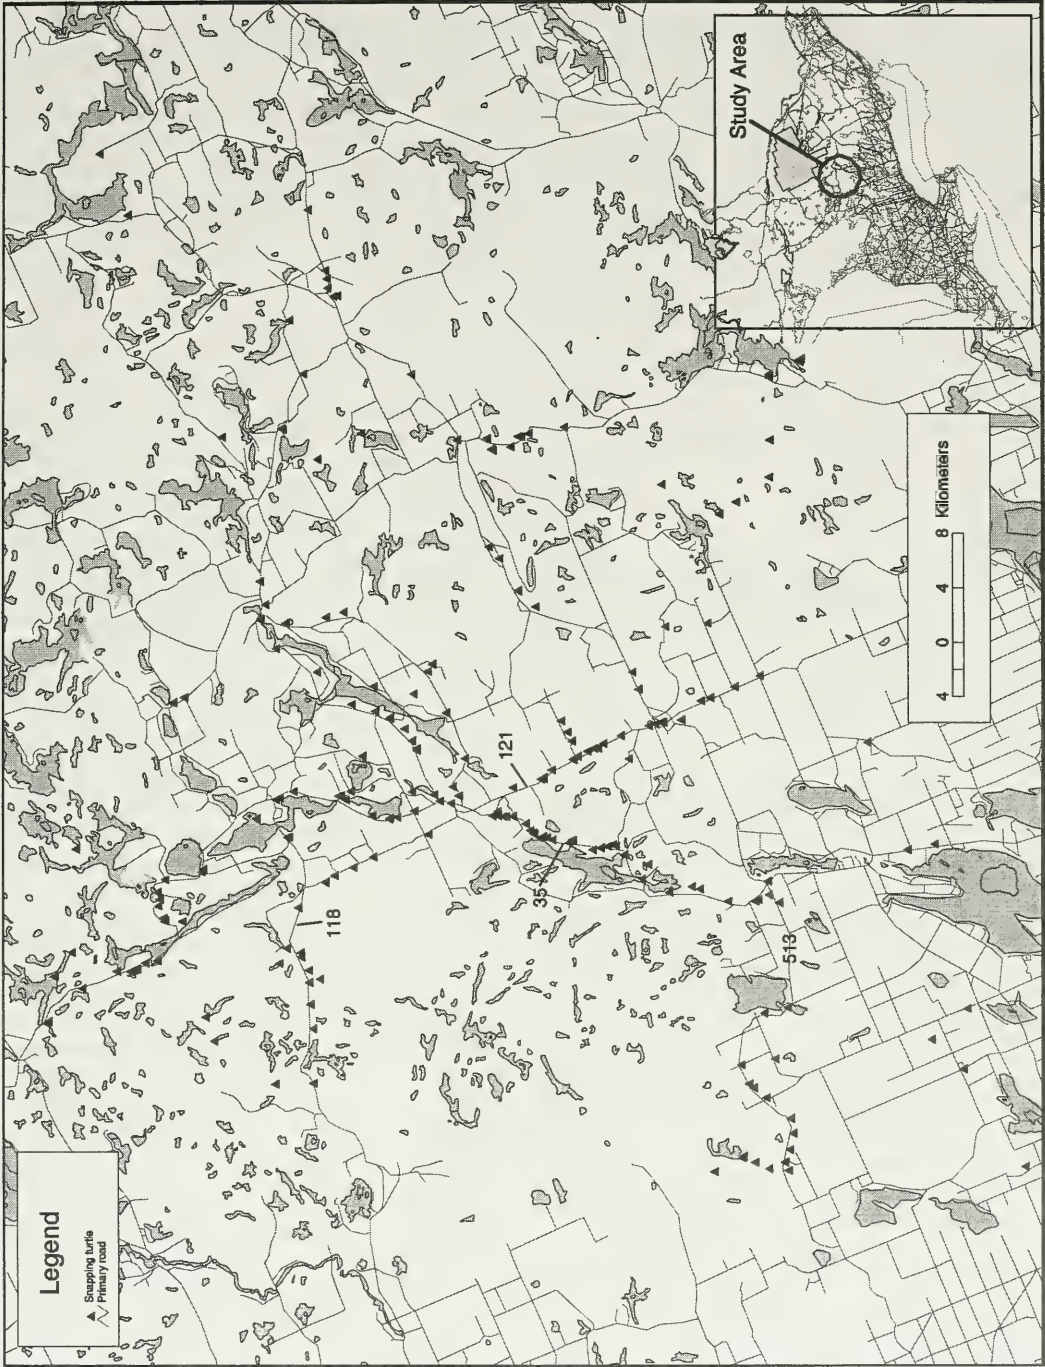 Study Area
4 0 4 8 Kilometers
121
35
118
513
Legend
Snapping turtle
Primary road